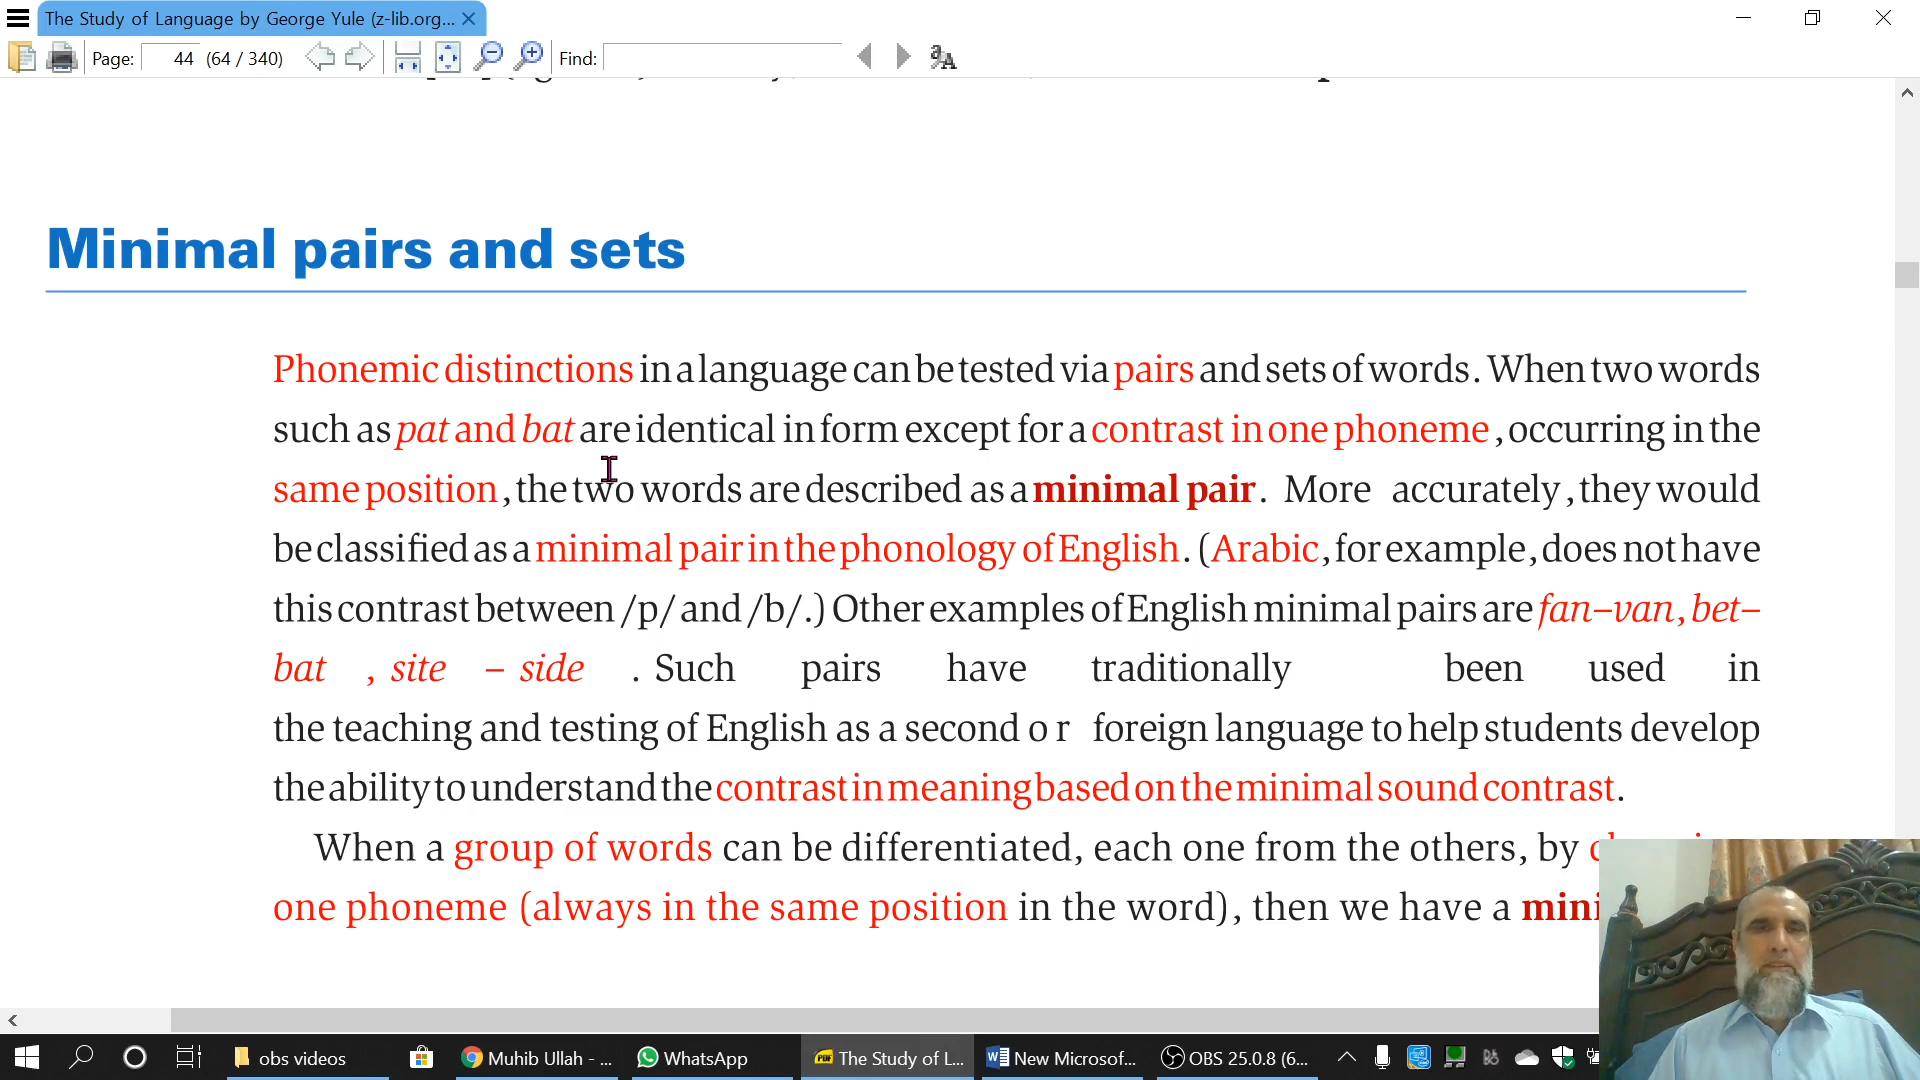 The Study of Language by George Yule (z-lib.org...
Page: 44 (64 / 340) Find:
Minimal pairs and sets
Phonemic distinctions in a language can be tested via pairs and sets of words. When two words
such as pat and bat are identical in form except for a contrast in one phoneme, occurring in the
same position, the two words are described as a minimal pair. More accurately, they would
be classified as a minimal pair in the phonology of English. (Arabic, for example, does not have
this contrast between /p/ and /b/.) Other examples of English minimal pairs are fan–van, bet–
bat , site – side . Such pairs have traditionally been used in
the teaching and testing of English as a second o r foreign language to help students develop
the ability to understand the contrast in meaning based on the minimal sound contrast.
When a group of words can be differentiated, each one from the others, by
one phoneme (always in the same position in the word), then we have a
obs videos Muhib Ullah - ... WhatsApp The Study of L... New Microsof... OBS 25.0.8 (6...